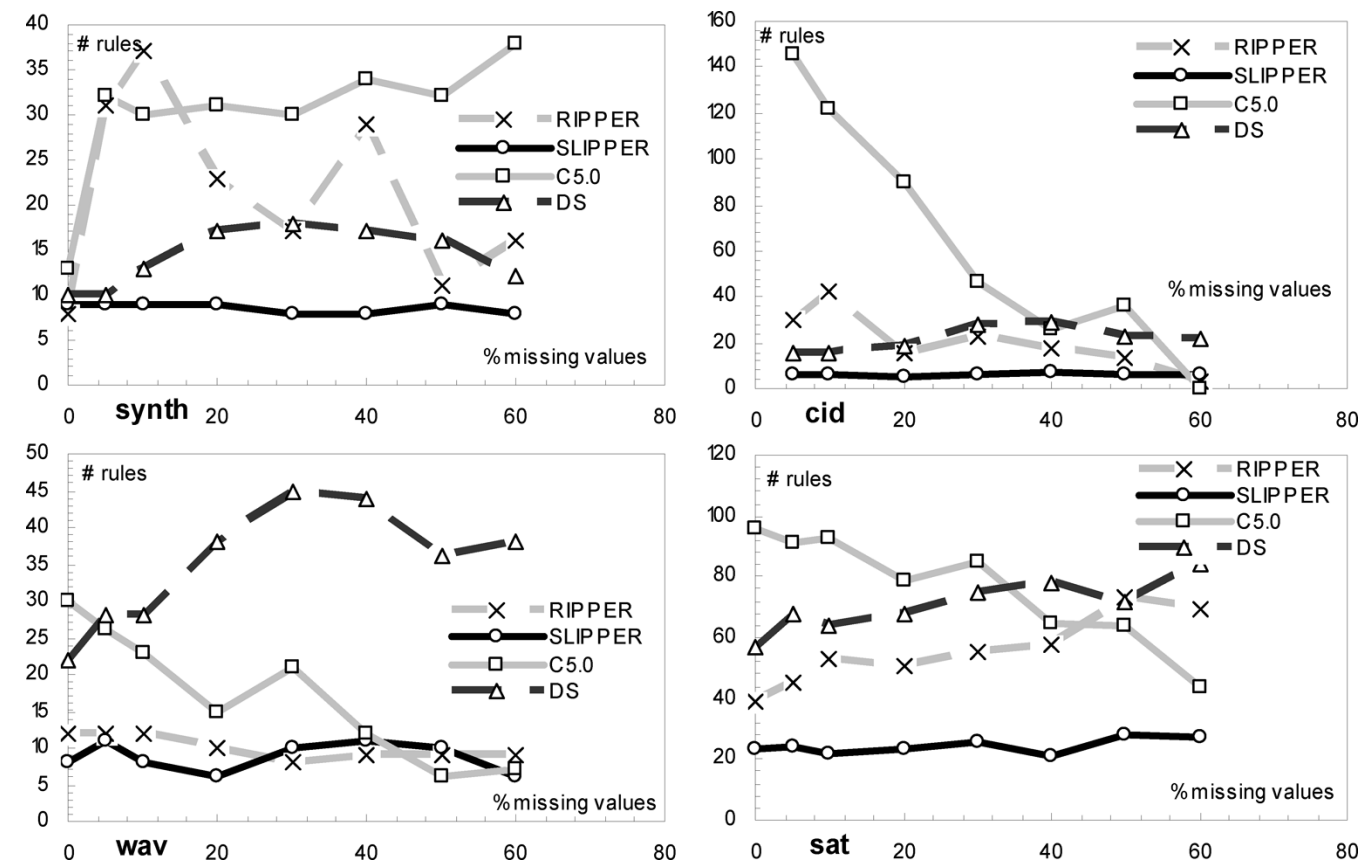 40
# rules
35
30
25
20
15
10
5
0
RIPPER
SLIPPER
C5.0
DS
% missing values
0 20 40 60 80
synth
160
# rules
140
120
100
80
60
40
20
0
RIPPER
SLIPPER
C5.0
DS
% missing values
0 20 40 60 80
cid
50
# rules
45
40
35
30
25
20
15
10
5
0
RIPPER
SLIPPER
C5.0
DS
% missing values
0 20 40 60 80
wav
120
# rules
100
80
60
40
20
0
RIPPER
SLIPPER
C5.0
DS
% missing values
0 20 40 60 80
sat